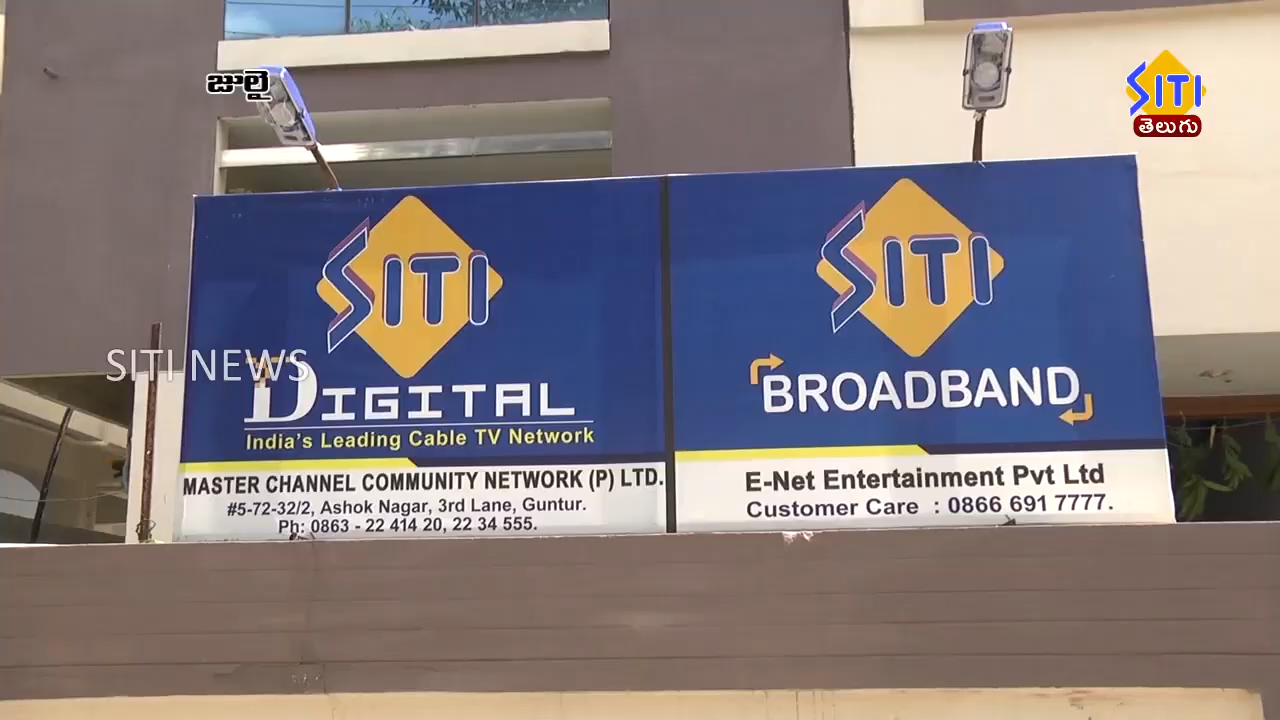 జులై
SITI
తెలుగు
SITI
DIGITAL
India's Leading Cable TV Network
MASTER CHANNEL COMMUNITY NETWORK (P) LTD.
#5-72-32/2, Ashok Nagar, 3rd Lane, Guntur.
Ph: 0863 - 22 414 20, 22 34 555.
SITI
BROADBAND
E-Net Entertainment Pvt Ltd
Customer Care : 0866 691 7777.
SITI NEWS